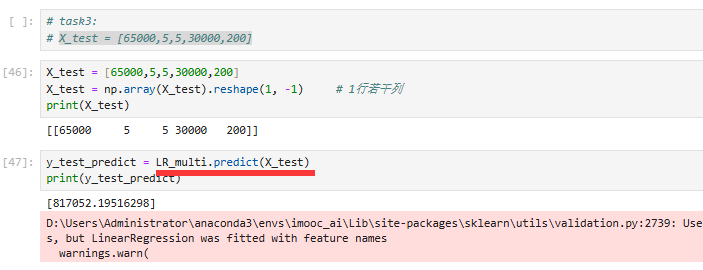 [ ]:
# task3:
# X_test = [65000,5,5,30000,200]
[46]:
X_test = [65000,5,5,30000,200]
X_test = np.array(X_test).reshape(1, -1)     # 1行若干列
print(X_test)
[[65000     5     5 30000   200]]
[47]:
y_test_predict = LR_multi.predict(X_test)
print(y_test_predict)
[817052.19516298]
D:\Users\Administrator\anaconda3\envs\imooc_ai\Lib\site-packages\sklearn\utils\validation.py:2739: Use
s, but LinearRegression was fitted with feature names
  warnings.warn(